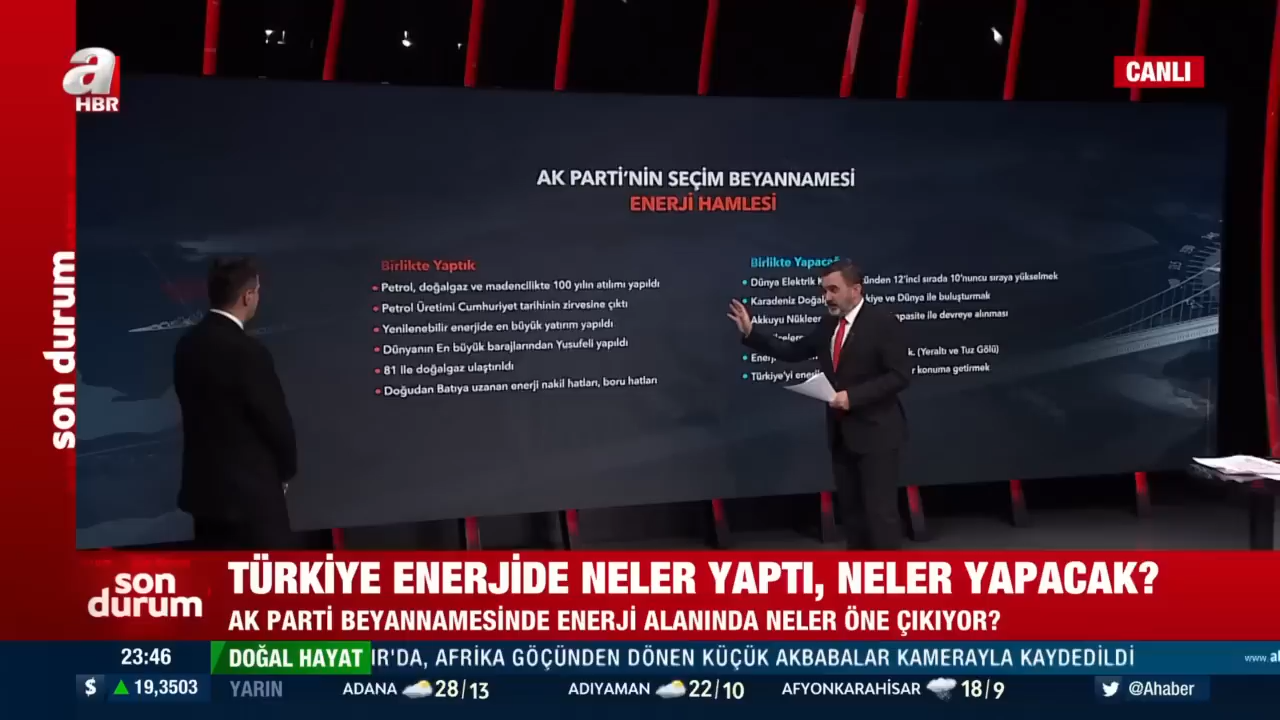 a
HBR
CANLI
son durum
AK PARTİ'NİN SEÇİM BEYANNAMESİ
ENERJİ HAMLESİ
Birlikte Yaptık
Petrol, doğalgaz ve madencilikte 100 yılın atılımı yapıldı
Petrol Üretimi Cumhuriyet tarihinin zirvesine çıktı
Yenilenebilir enerjide en büyük yatırım yapıldı
Dünyanın En büyük barajlarından Yusufeli yapıldı
81 ile doğalgaz ulaştırıldı
Doğudan Batıya uzanan enerji nakil hatları, boru hatları
Birlikte
Dünya Elektrik 12'inci sırada 10'nuncu sıraya yükselmek
Karadeniz ve Dünya ile buluşturmak
Akkuyu ile devreye alınması
(Yeraltı ve Tuz Gölü)
Türkiye'yi konuma getirmek
son
durum
TÜRKİYE ENERJİDE NELER YAPTI, NELER YAPACAK?
AK PARTİ BEYANNAMESİNDE ENERJİ ALANINDA NELER ÖNE ÇIKIYOR?
23:46 DOĞAL HAYAT IR'DA, AFRİKA GÖÇÜNDEN DÖNEN KÜÇÜK AKBABALAR KAMERAYLA KAYDEDİLDİ www.
$ 19,3503 YARIN ADANA 28/13 ADIYAMAN 22/10 AFYONKARAHİSAR 18/9 @Ahaber